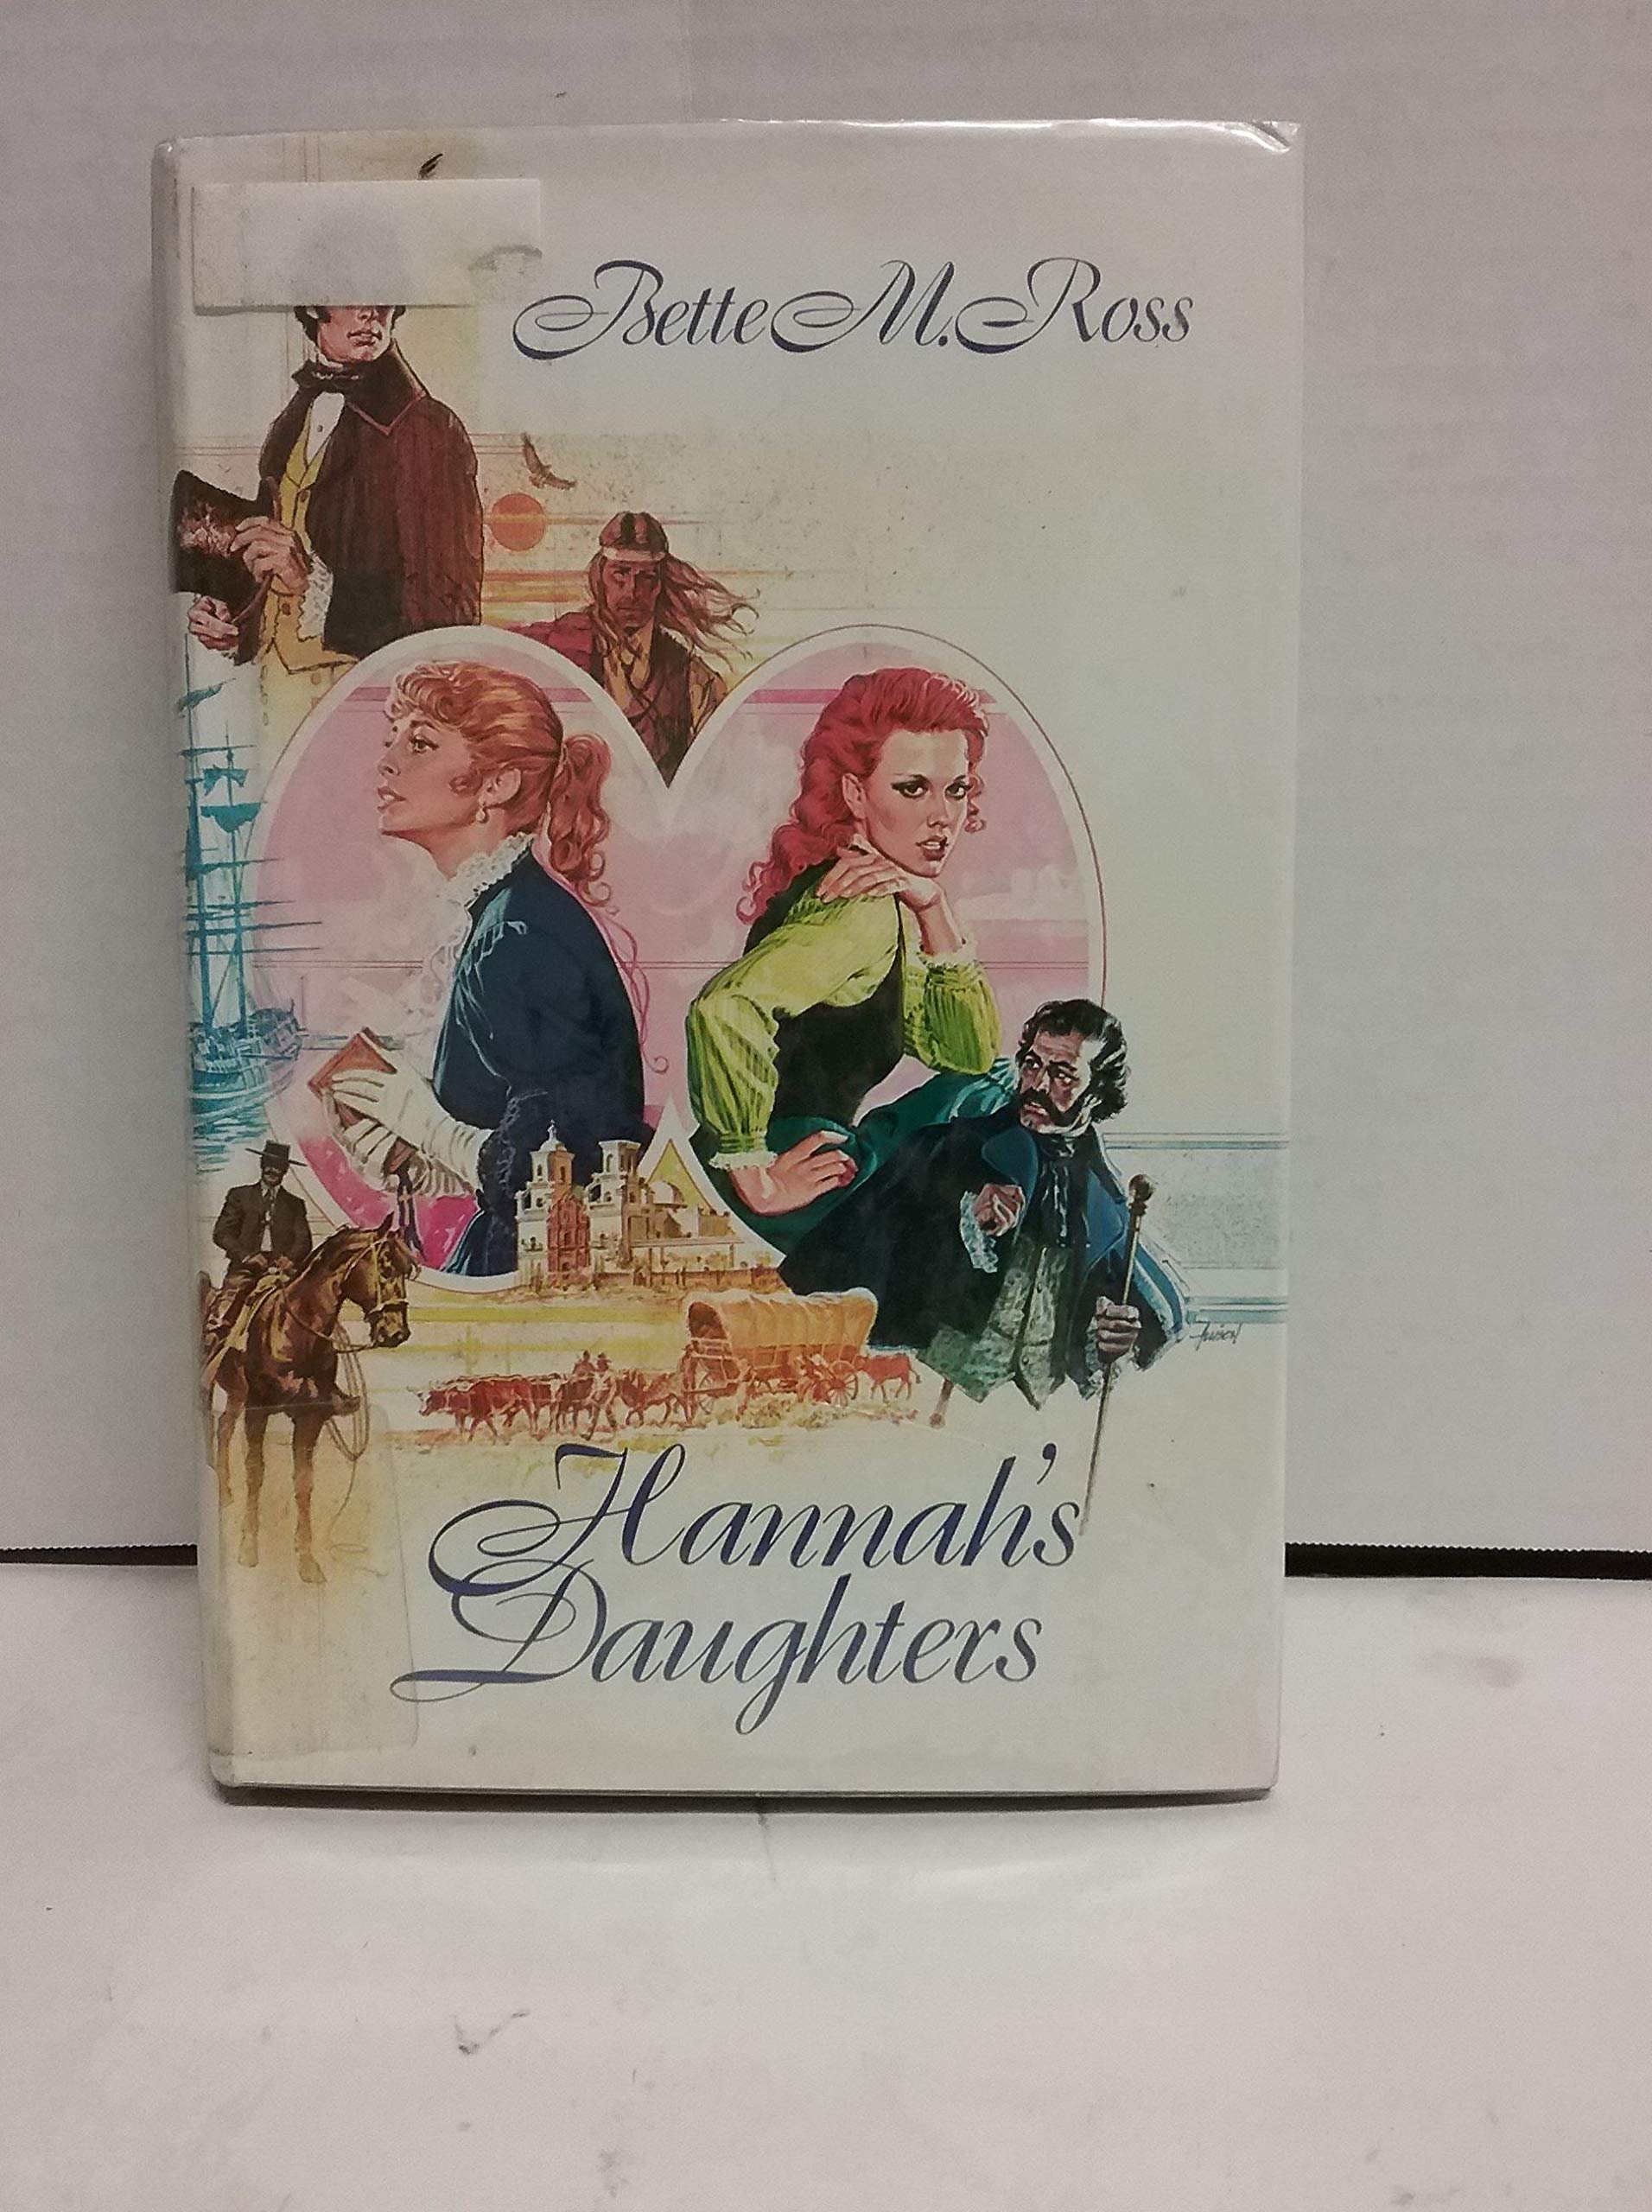 Bette M. Ross
Hannah's
Daughters